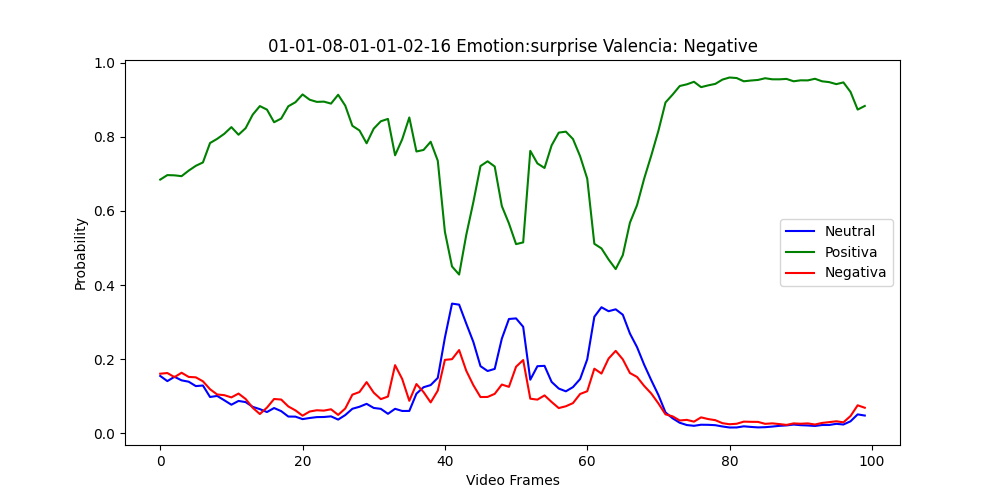 01-01-08-01-01-02-16 Emotion:surprise Valencia: Negative
1.0
0.8
0.6
0.4
0.2
0.0
Probability
Neutral
Positiva
Negativa
0 20 40 60 80 100
Video Frames